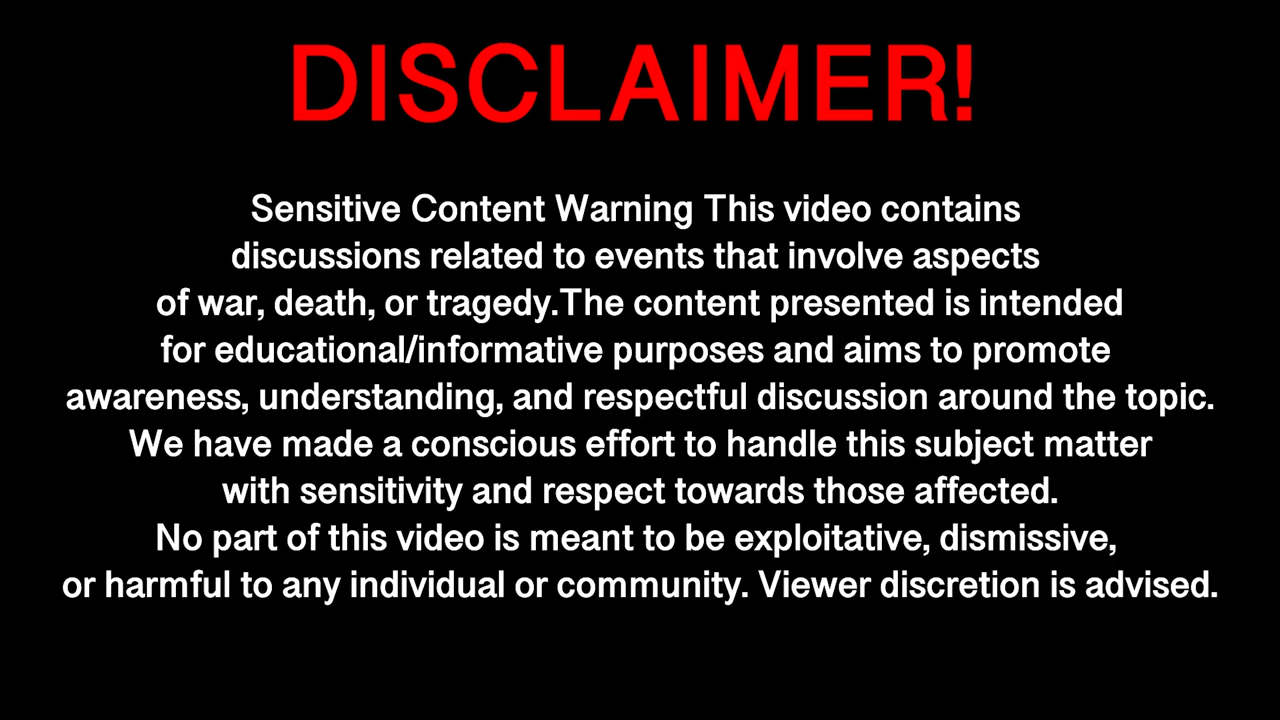 DISCLAIMER!
Sensitive Content Warning This video contains
discussions related to events that involve aspects
of war, death, or tragedy.The content presented is intended
for educational/informative purposes and aims to promote
awareness, understanding, and respectful discussion around the topic.
We have made a conscious effort to handle this subject matter
with sensitivity and respect towards those affected.
No part of this video is meant to be exploitative, dismissive,
or harmful to any individual or community. Viewer discretion is advised.